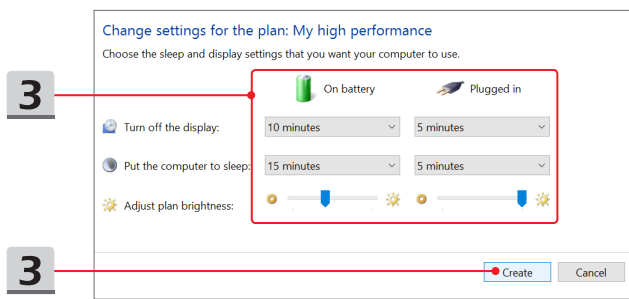 Change settings for the plan: My high performance
Choose the sleep and display settings that you want your computer to use.
3
On battery Plugged in
Turn off the display: 10 minutes 5 minutes
Put the computer to sleep: 15 minutes 5 minutes
Adjust plan brightness:
3
Create Cancel